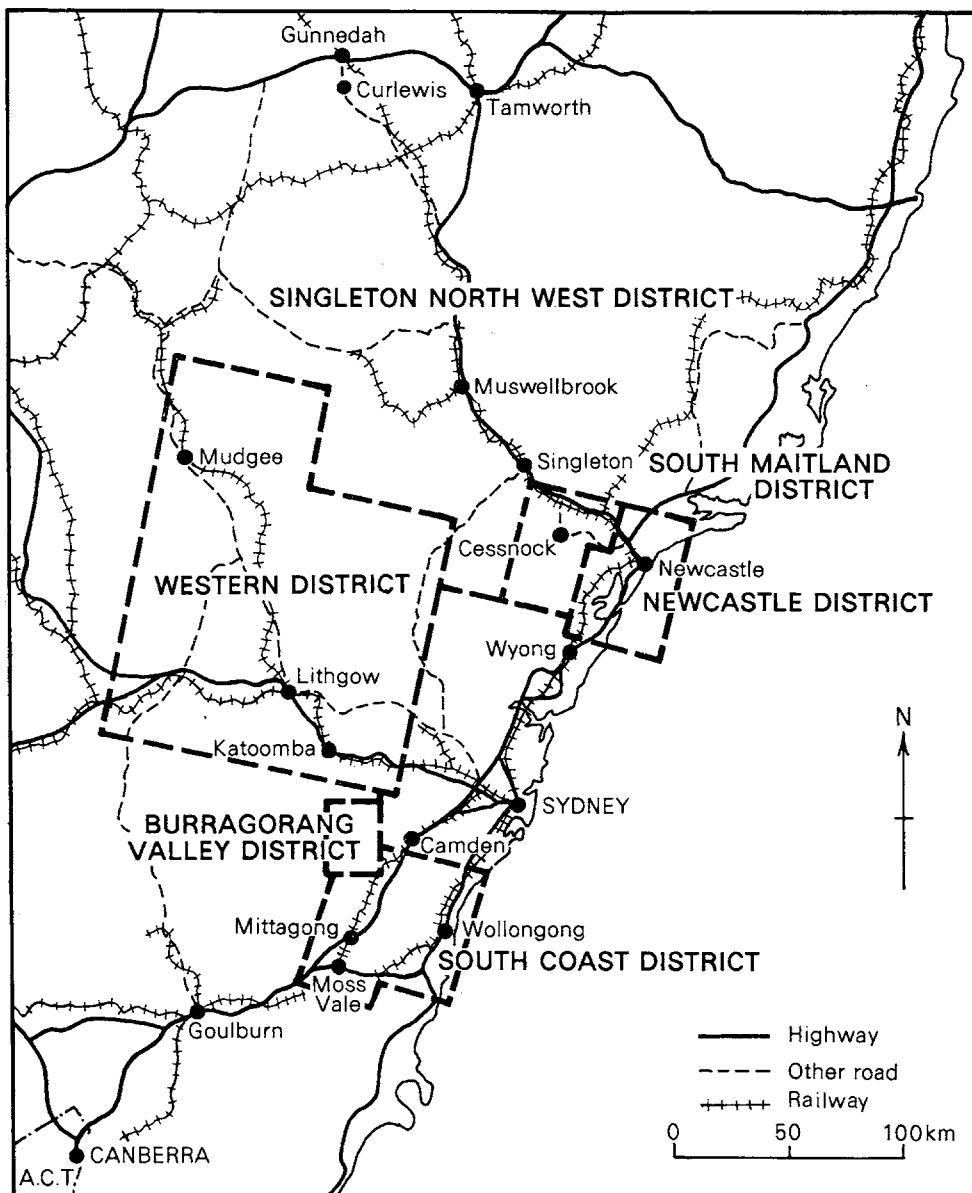 Gunnedah
Curlewis
Tamworth
SINGLETON NORTH WEST DISTRICT
Muswellbrook
Mudgee
Singleton
SOUTH MAITLAND
DISTRICT
Cessnock
Newcastle
WESTERN DISTRICT
NEWCASTLE DISTRICT
Wyong
Lithgow
N
Katoomba
SYDNEY
BURRAGORANG
VALLEY DISTRICT
Camden
Mittagong
Wollongong
SOUTH COAST DISTRICT
Moss
Vale
Goulburn
Highway
Other road
Railway
0 50 100km
CANBERRA
A.C.T.